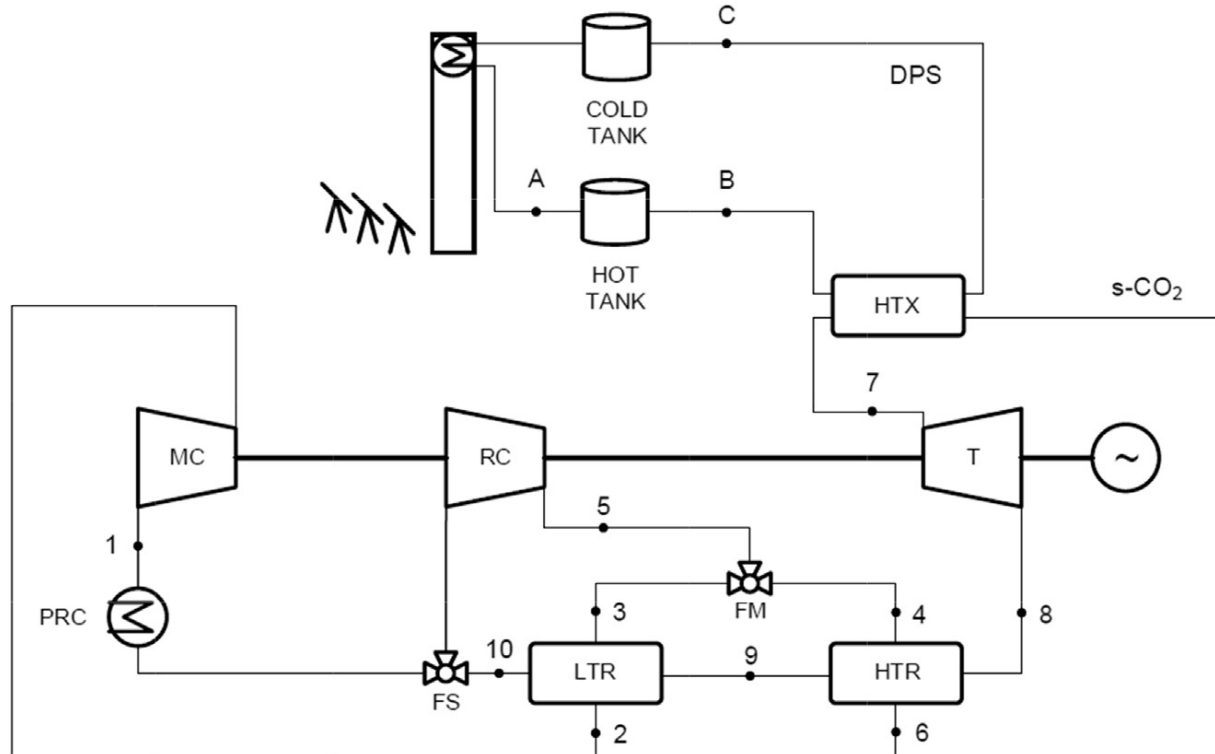 C
DPS
COLD
TANK
A
B
HOT
TANK
HTX
s-CO₂
7
MC
RC
T
~
5
1
3
FM
4
8
PRC
10
LTR
9
HTR
FS
2
6